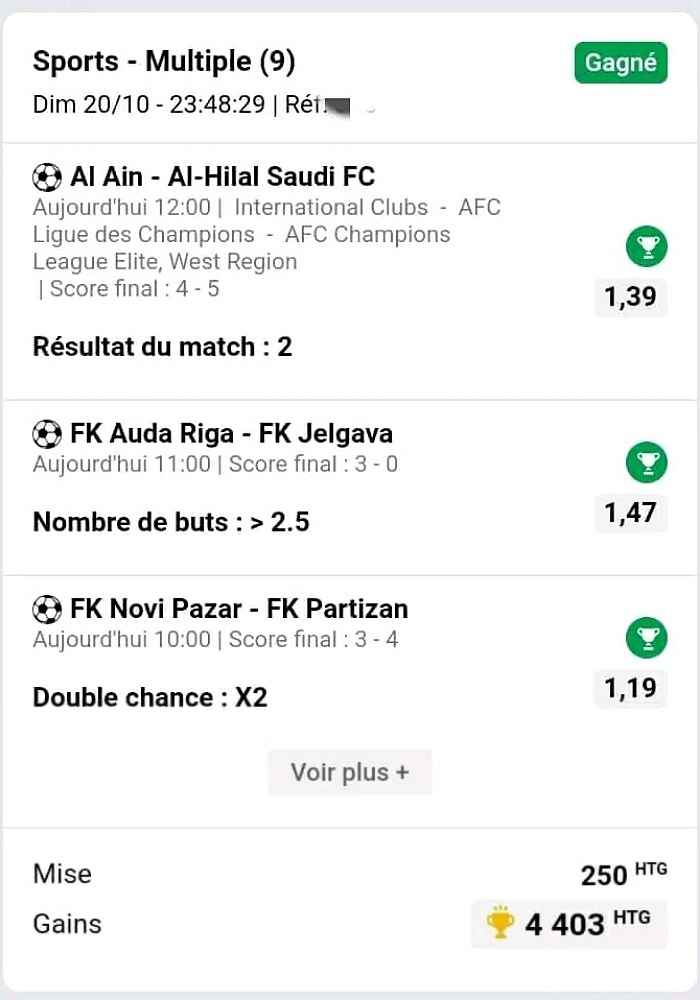 Sports - Multiple (9)
Gagné
Dim 20/10 - 23:48:29 | Réf.
Al Ain - Al-Hilal Saudi FC
Aujourd'hui 12:00 | International Clubs - AFC
Ligue des Champions - AFC Champions
League Elite, West Region
| Score final : 4 - 5
1,39
Résultat du match : 2
FK Auda Riga - FK Jelgava
Aujourd'hui 11:00 | Score final : 3 - 0
1,47
Nombre de buts : > 2.5
FK Novi Pazar - FK Partizan
Aujourd'hui 10:00 | Score final : 3 - 4
1,19
Double chance : X2
Voir plus +
Mise
250 HTG
Gains
4 403 HTG